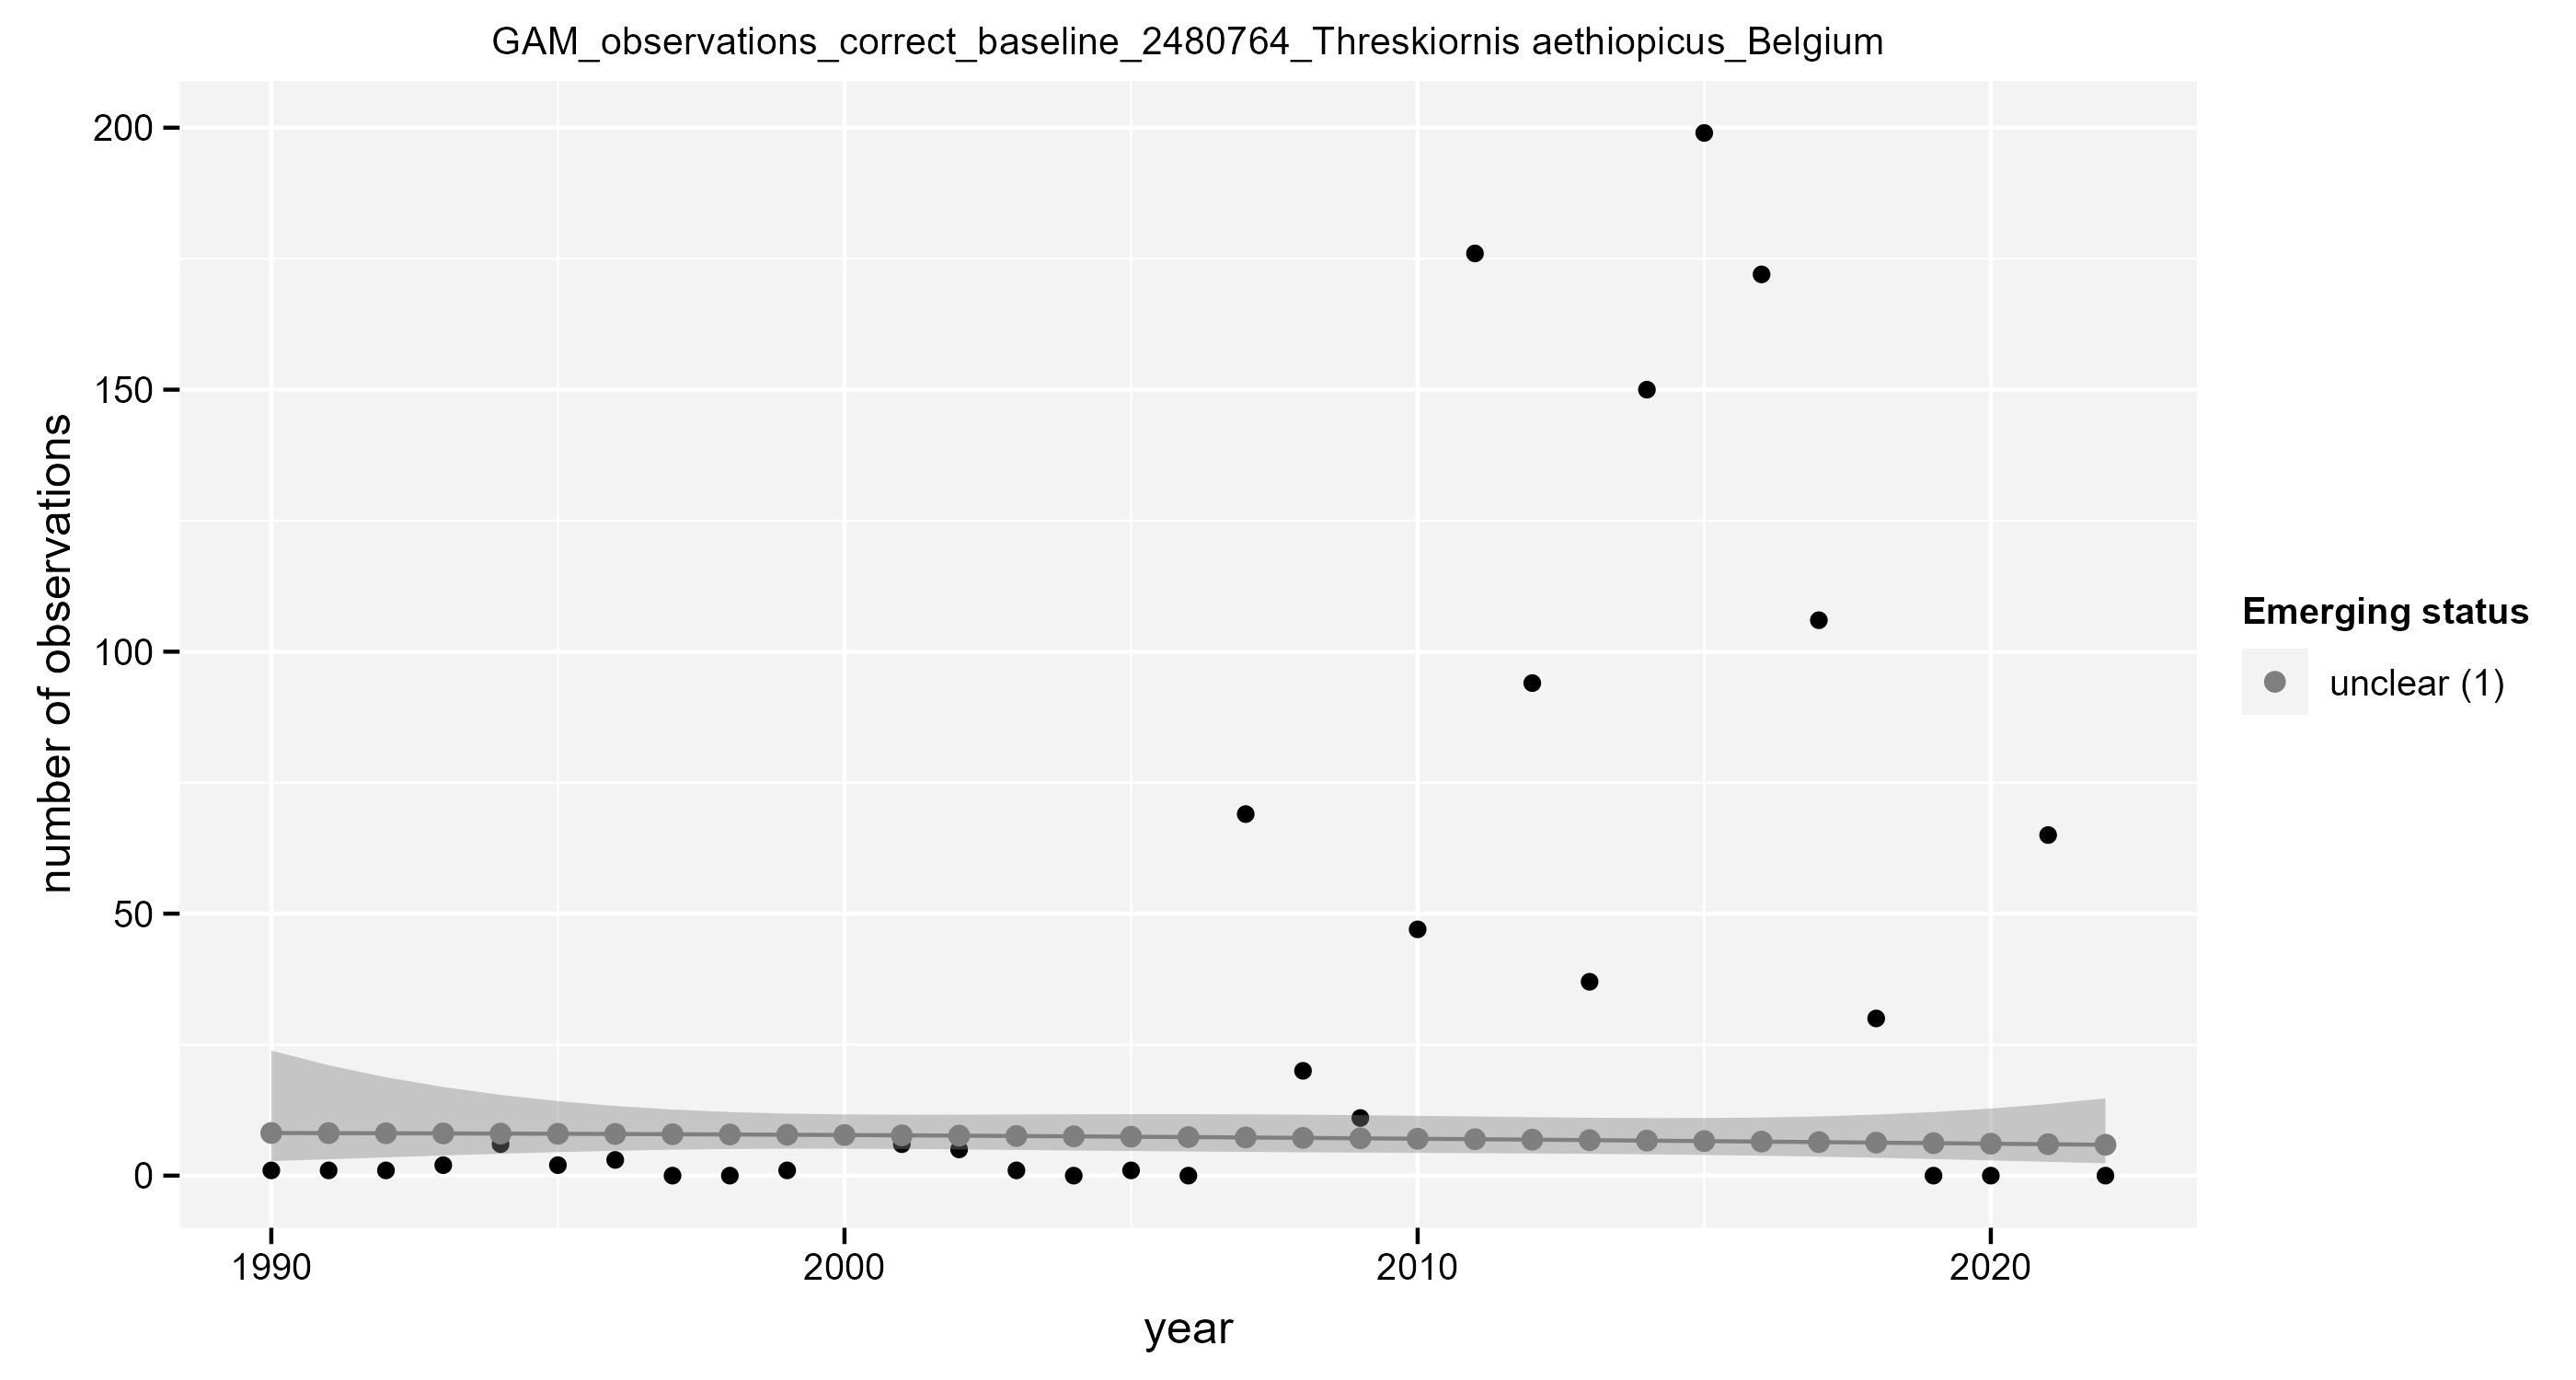 GAM_observations_correct_baseline_2480764_Threskiornis aethiopicus_Belgium
number of observations
200
150
100
50
0
1990
2000
2010
2020
year
Emerging status
unclear (1)